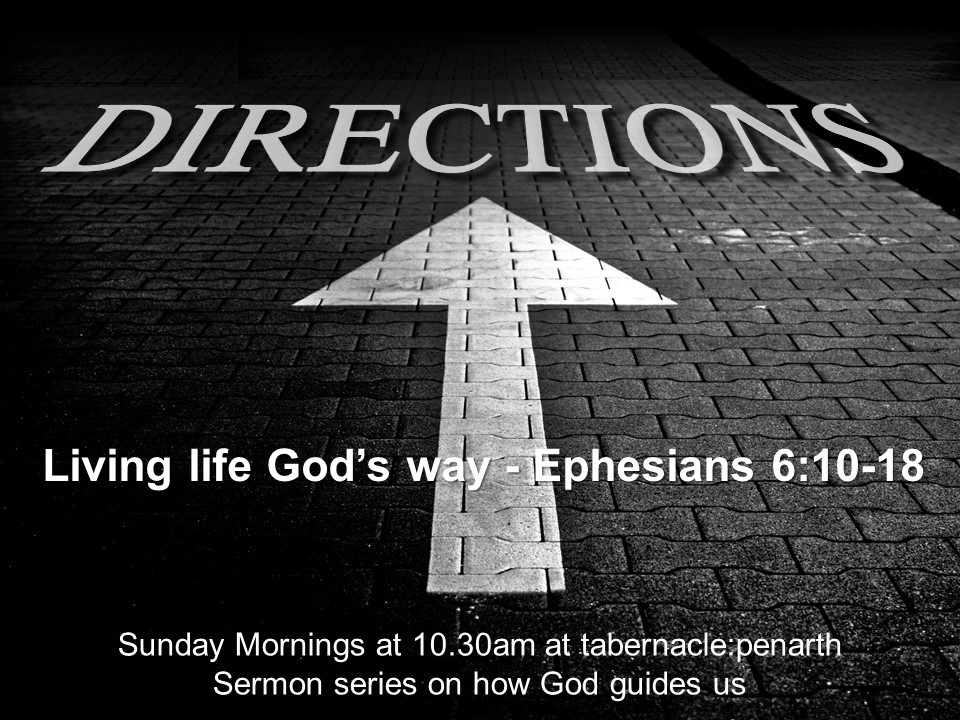 DIRECTIONS
Living life God’s way - Ephesians 6:10-18
Sunday Mornings at 10.30am at tabernacle:penarth
Sermon series on how God guides us